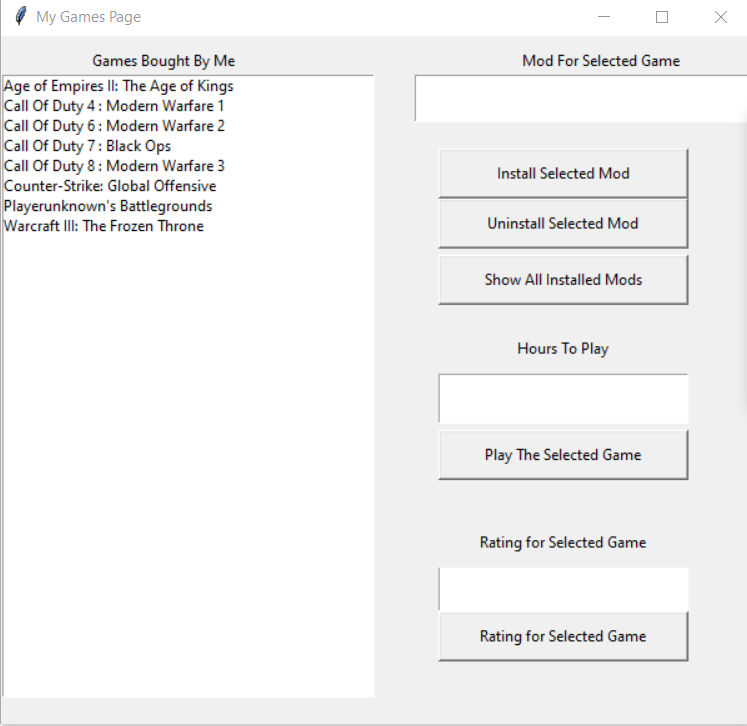 My Games Page
Games Bought By Me
Age of Empires II: The Age of Kings
Call Of Duty 4 : Modern Warfare 1
Call Of Duty 6 : Modern Warfare 2
Call Of Duty 7 : Black Ops
Call Of Duty 8 : Modern Warfare 3
Counter-Strike: Global Offensive
Playerunknown's Battlegrounds
Warcraft III: The Frozen Throne
Mod For Selected Game
Install Selected Mod
Uninstall Selected Mod
Show All Installed Mods
Hours To Play
Play The Selected Game
Rating for Selected Game
Rating for Selected Game